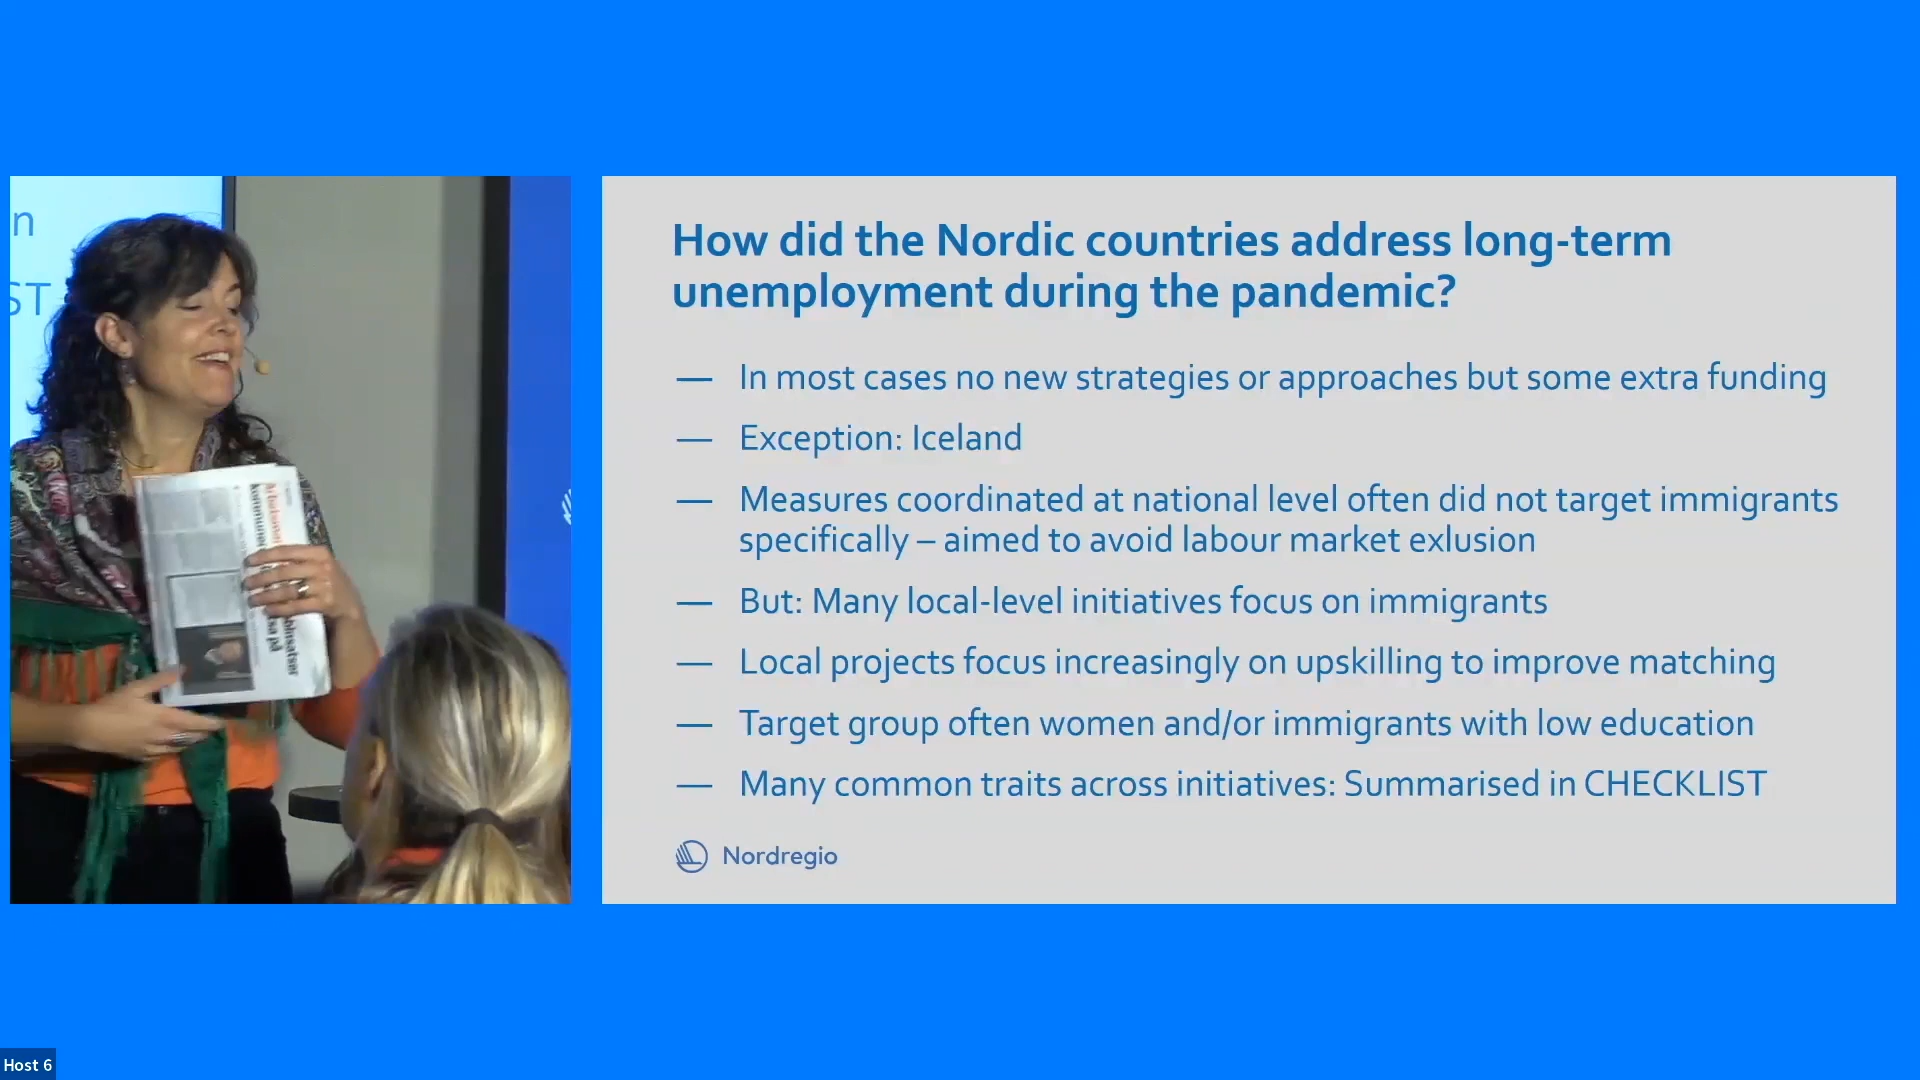 n
ST
How did the Nordic countries address long-term
unemployment during the pandemic?
— In most cases no new strategies or approaches but some extra funding
— Exception: Iceland
— Measures coordinated at national level often did not target immigrants
specifically – aimed to avoid labour market exlusion
— But: Many local-level initiatives focus on immigrants
— Local projects focus increasingly on upskilling to improve matching
— Target group often women and/or immigrants with low education
— Many common traits across initiatives: Summarised in CHECKLIST
Nordregio
Host 6